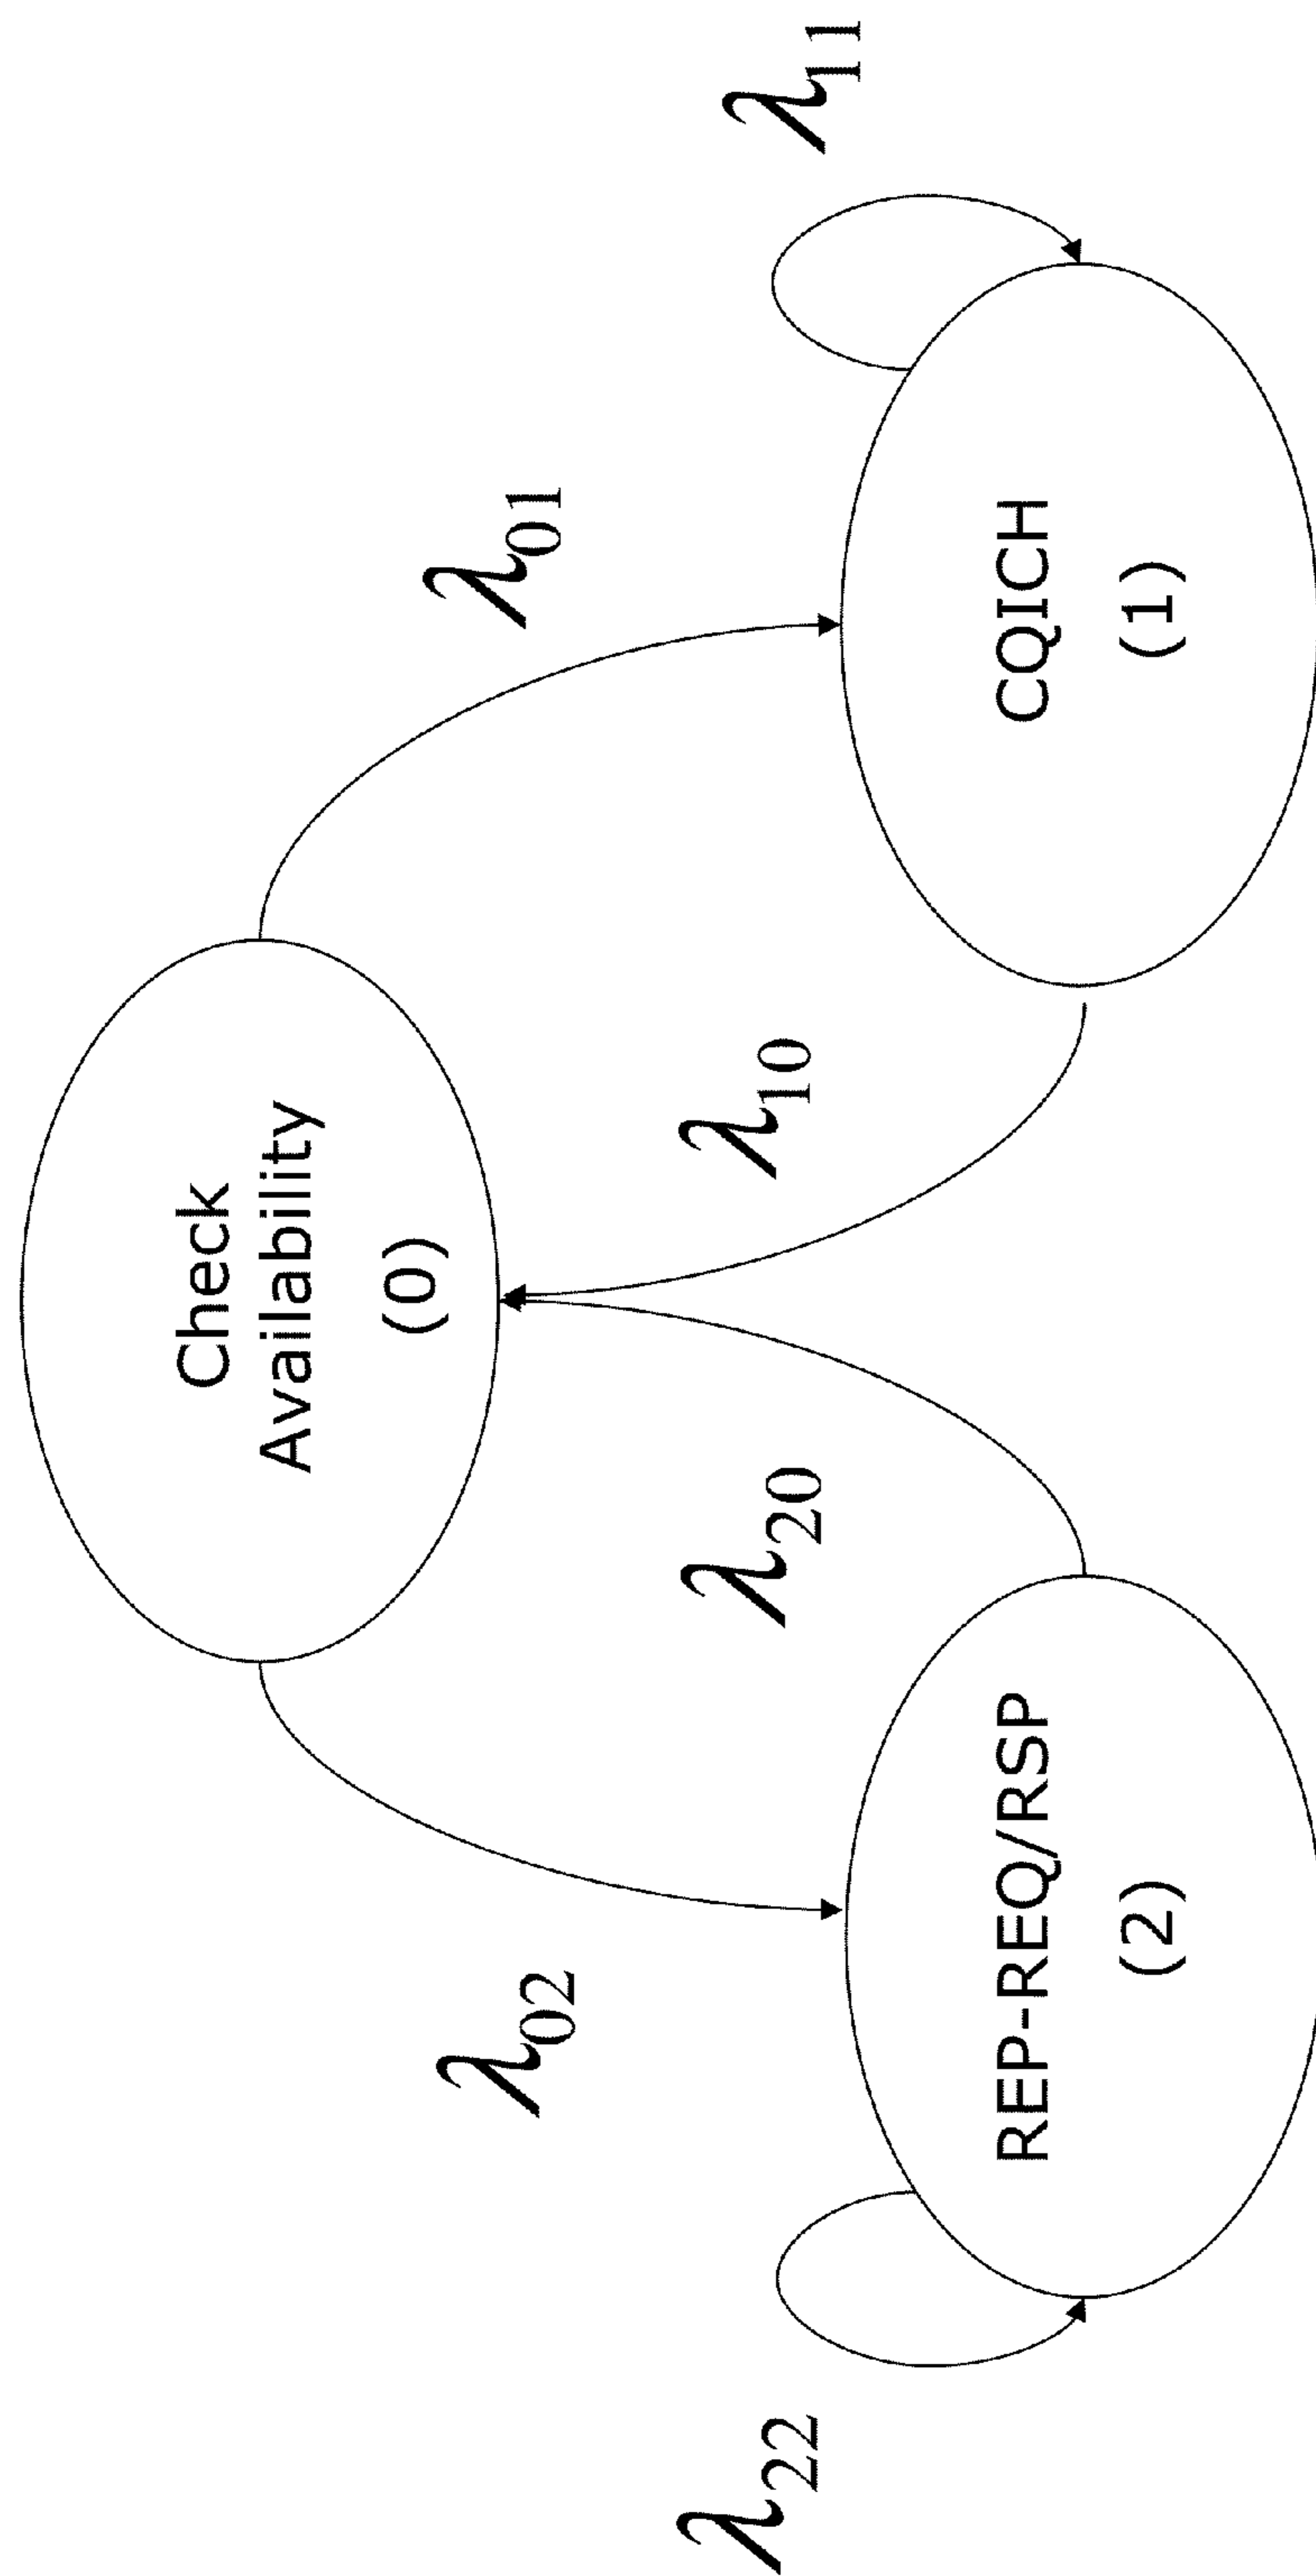 Check
Availability
(0)
λ02
λ01
λ20
λ10
λ22
λ11
REP-REQ/RSP
(2)
CQICH
(1)